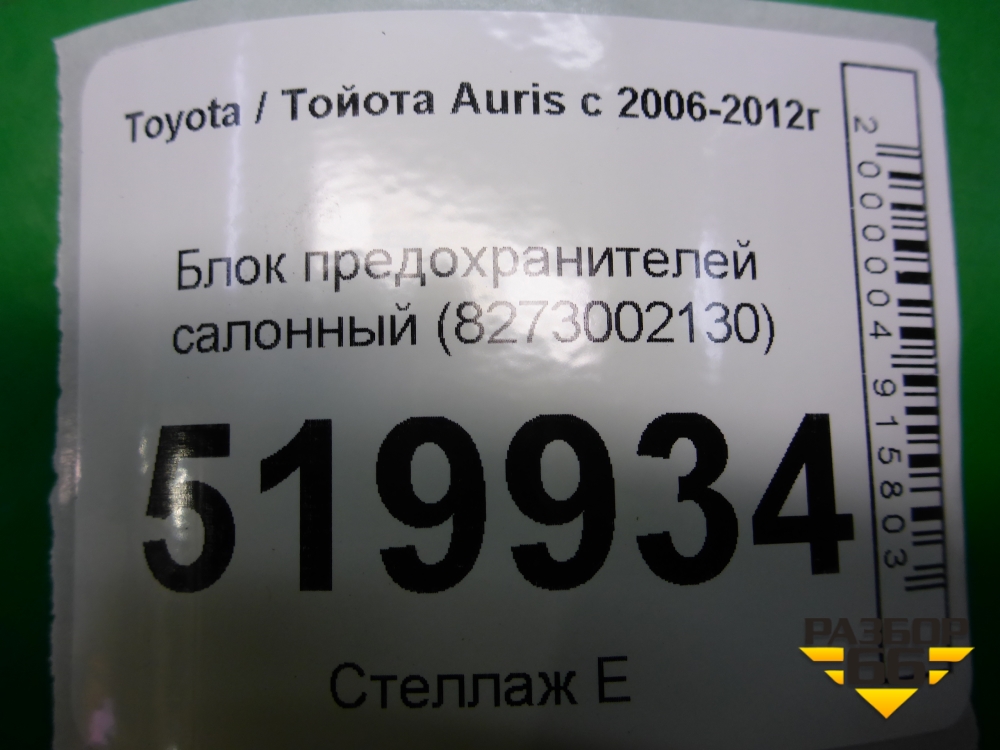 Toyota / Тойота Auris с 2006-2012г
Блок предохранителей
салонный (8273002130)
519934
Стеллаж Е
2000004915803
РАЗБОР
66